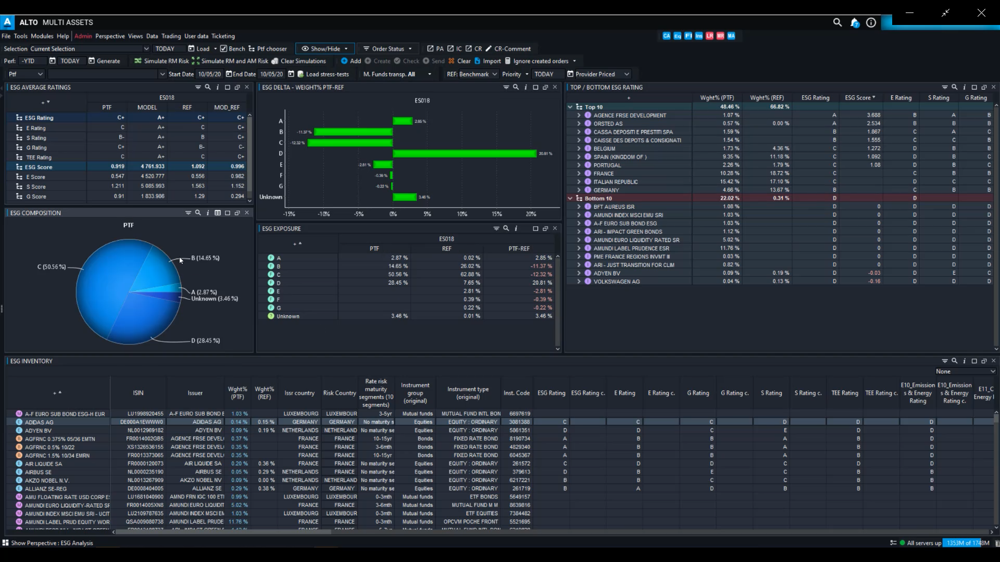 ALTO MULTI ASSETS
File Tools Modules Help Admin Perspective Views Data Trading User data Ticketing
CA Eq FI Ins LR MR MA
Selection Current Selection TODAY Load Bench Ptf chooser Show/Hide Order Status PA IC CR CR-Comment
Perf: -YTD TODAY Generate Simulate RM Risk Simulate RM and AM Risk Clear Simulations Add Create Check Send Clear Import Ignore created orders
Ptf Start Date 10/05/20 End Date 10/05/20 Load stress-tests M. Funds transp. All REF: Benchmark Priority TODAY Provider Priced
ESG AVERAGE RATINGS
ES018
PTF MODEL REF MOD_REF
ESG Rating C+ A+ C+ C+
E Rating C A+ C C+
S Rating B- A+ B C+
G Rating C+ A+ B- C-
TEE Rating C A+ C C+
ESG Score 0.919 4 761.933 1.092 0.996
E Score 0.547 4 520.777 0.556 0.982
S Score 1.211 5 085.993 1.563 1.152
G Score 0.91 1 833.986 1.29 0.294
ESG COMPOSITION
PTF
B (14.65 %)
C (50.56 %)
A (2.87 %)
Unknown (3.46 %)
D (28.45 %)
ESG DELTA - WEIGHT% PTF-REF
ES018
A 2.85 %
B -11.37 %
C -12.32 %
D 20.81 %
E -2.81 %
F -0.39 %
G -0.22 %
Unknown 3.46 %
-15% -10% -5% 0% 5% 10% 15% 20%
ESG EXPOSURE
ES018
PTF REF PTF-REF
A 2.87 % 0.02 % 2.85 %
B 14.65 % 26.02 % -11.37 %
C 50.56 % 62.88 % -12.32 %
D 28.45 % 7.65 % 20.81 %
E 2.81 % -2.81 %
F 0.39 % -0.39 %
G 0.22 % -0.22 %
Unknown 3.46 % 0.01 % 3.46 %
TOP / BOTTOM ESG RATING
Wght% (PTF) Wght% (REF) ESG Rating ESG Score E Rating S Rating G Rating
Top 10 48.46 % 66.82 %
AGENCE FRSE DEVELOPMENT 1.07 % A 3.688 B A B
ORSTED AS 0.57 % 0.00 % A 2.534 B B B
CASSA DEPOSITI E PRESTITI SPA 1.59 % B 1.867 C A C
CAISSE DES DEPOTS & CONSIGNATI 1.54 % B 1.555 C C B
BELGIUM 1.73 % 4.36 % C 1.272 D B B
SPAIN (KINGDOM OF ) 9.35 % 11.18 % C 1.092 D B C
PORTUGAL 2.26 % 1.79 % C 1.08 D B C
FRANCE 10.28 % 18.72 % C C B B
ITALIAN REPUBLIC 15.42 % 17.10 % C D C C
GERMANY 4.66 % 13.67 % C D B B
Bottom 10 22.02 % 0.31 % D D
BFT AUREUS ISR 1.08 % D 0 D D D
AMUNDI INDEX MSCI EMU SRI 1.03 % D 0 D D D
A-F EURO SUB BOND ESG 1.03 % D 0 D D D
ARI - IMPACT GREEN BONDS 1.12 % D 0 D D D
AMUNDI EURO LIQUIDITY RATED SR 5.02 % D 0 D D D
AMUNDI LABEL PRUDENCE ESR 11.76 % D 0 D D D
PME FRANCE REGIONS INVMT III 0.03 % D 0 D D D
ARI - JUST TRANSITION FOR CLIM 0.82 % D 0 D D D
ADYEN BV 0.09 % 0.19 % D -0.03 D E C
VOLKSWAGEN AG 0.04 % 0.13 % D -0.16 D D D
ESG INVENTORY
None
ISIN Issuer Wght% (PTF) Wght% (REF) Issr country Risk Country Rate risk maturity segments (10 segments) Instrument group (original) Instrument type (original) Inst. Code ESG Rating ESG Rating c. E Rating E Rating c. G Rating G Rating c. S Rating S Rating c. TEE Rating TEE Rating c. E10_Emission s & Energy Rating E10_Emission s & Energy Rating c. E11_C Energy
A-F EURO SUB BOND ESG-H EUR LU1998920455 A-F EURO SUB BOND E 1.03 % LUXEMBOURG LUXEMBOUR 3-5yr Mutual funds MUTUAL FUND INTL BON 6697619
ADIDAS AG DE000A1EWWW0 ADIDAS AG 0.14 % 0.15 % GERMANY GERMANY No maturity s Equities EQUITY : ORDINARY 3081388 C C C D D D
ADYEN BV NL0012969182 ADYEN BV 0.09 % 0.19 % NETHERLANDS NETHERLAND No maturity se Equities EQUITY : ORDINARY 5861351 D D C E D D
AGFRNC 0.375% 05/36 EMTN FR0014002GB5 AGENCE FRSE DEVEL 0.37 % FRANCE FRANCE 10-15yr Bonds FIXED RATE BOND 8190734 A B B A B D
AGFRNC 0.5% 10/22 XS1326536155 AGENCE FRSE DEVEL 0.35 % FRANCE FRANCE 3-6mth Bonds FIXED RATE BOND 4829340 A B B A B D
AGFRNC 1.5% 10/34 EMRN FR0013373065 AGENCE FRSE DEVEL 0.35 % FRANCE FRANCE 10-15yr Bonds FIXED RATE BOND 6045367 A B B A B D
AIR LIQUIDE SA FR0000120073 AIR LIQUIDE SA 0.20 % 0.36 % FRANCE FRANCE No maturity se Equities EQUITY : ORDINARY 261572 C D D C D D
AIRBUS SE NL0000235190 AIRBUS SE 0.05 % 0.29 % NETHERLANDS FRANCE No maturity se Equities EQUITY : ORDINARY 379613 D B E C B B
AKZO NOBEL N.V. NL0013267909 AKZO NOBEL NV 0.09 % 0.00 % NETHERLANDS NETHERLAND No maturity se Equities EQUITY : ORDINARY 6217221 B B C C B B
ALLIANZ SE-REG DE0008404005 ALLIANZ SE 0.29 % 0.38 % GERMANY GERMANY No maturity se Equities EQUITY : ORDINARY 261719 B A D B B B
AMU FLOATING RATE USD CORP E LU1681040900 AMND FRN IGC 100 ET 0.99 % LUXEMBOURG LUXEMBOUR 0-3mth Mutual funds ETF BONDS 5649157
AMUNDI EURO LIQUIDITY-RATED SF FR0014005XN8 AMUNDI EURO LIQUIDIT 5.02 % FRANCE FRANCE 3-6mth Mutual funds MUTUAL FUND M M 8639816
AMUNDI INDEX MSCI EMU SRI - UCIT LU2109787635 AMUNDI INDEX MSCI EM 1.03 % LUXEMBOURG LUXEMBOUR 0-3mth Mutual funds ETF EQUITIES 7384482
AMUNDI LABEL PRUD EQUITY WOR QSA009080738 AMUNDI LABEL PRUDE 11.76 % FRANCE FRANCE 0-3mth Mutual funds OPCVM POCHE FRONT 5521695
Show Perspective : ESG Analysis All servers up 1353M of 1748M